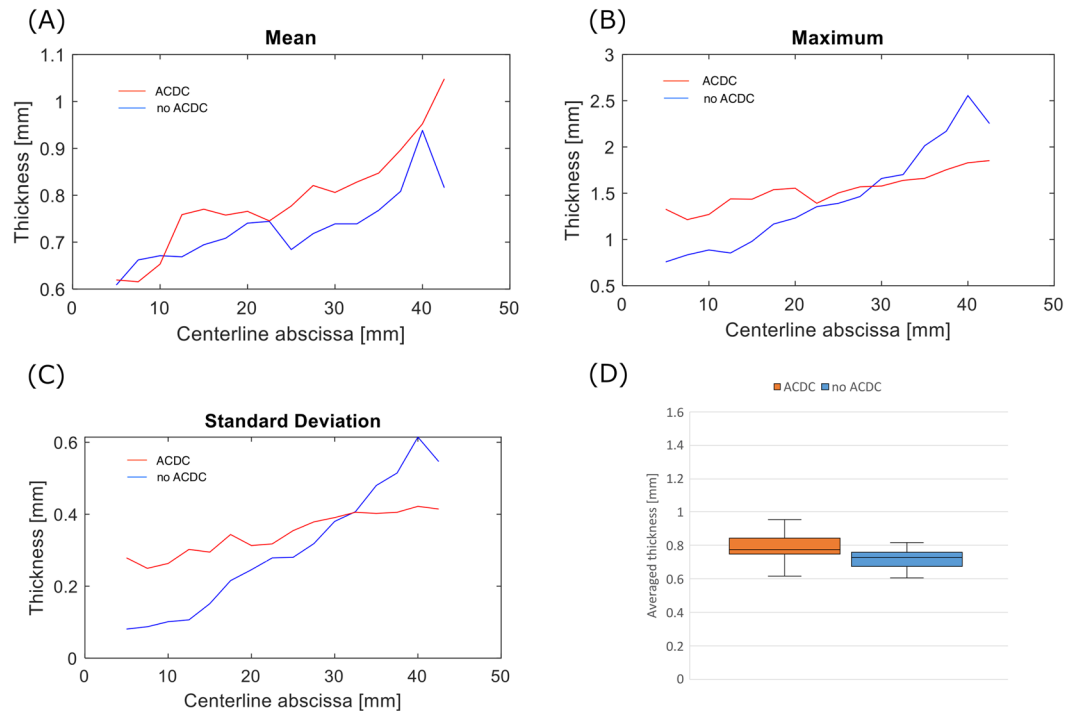 (A)
Mean
1.1
1
0.9
0.8
0.7
0.6
Thickness [mm]
ACDC
no ACDC
0 10 20 30 40 50
Centerline abscissa [mm]
(B)
Maximum
3
2.5
2
1.5
1
0.5
Thickness [mm]
ACDC
no ACDC
0 10 20 30 40 50
Centerline abscissa [mm]
(C)
Standard Deviation
0.6
0.4
0.2
0
Thickness [mm]
ACDC
no ACDC
0 10 20 30 40 50
Centerline abscissa [mm]
(D)
ACDC no ACDC
1.6
1.4
1.2
1
0.8
0.6
0.4
0.2
0
Averaged thickness [mm]